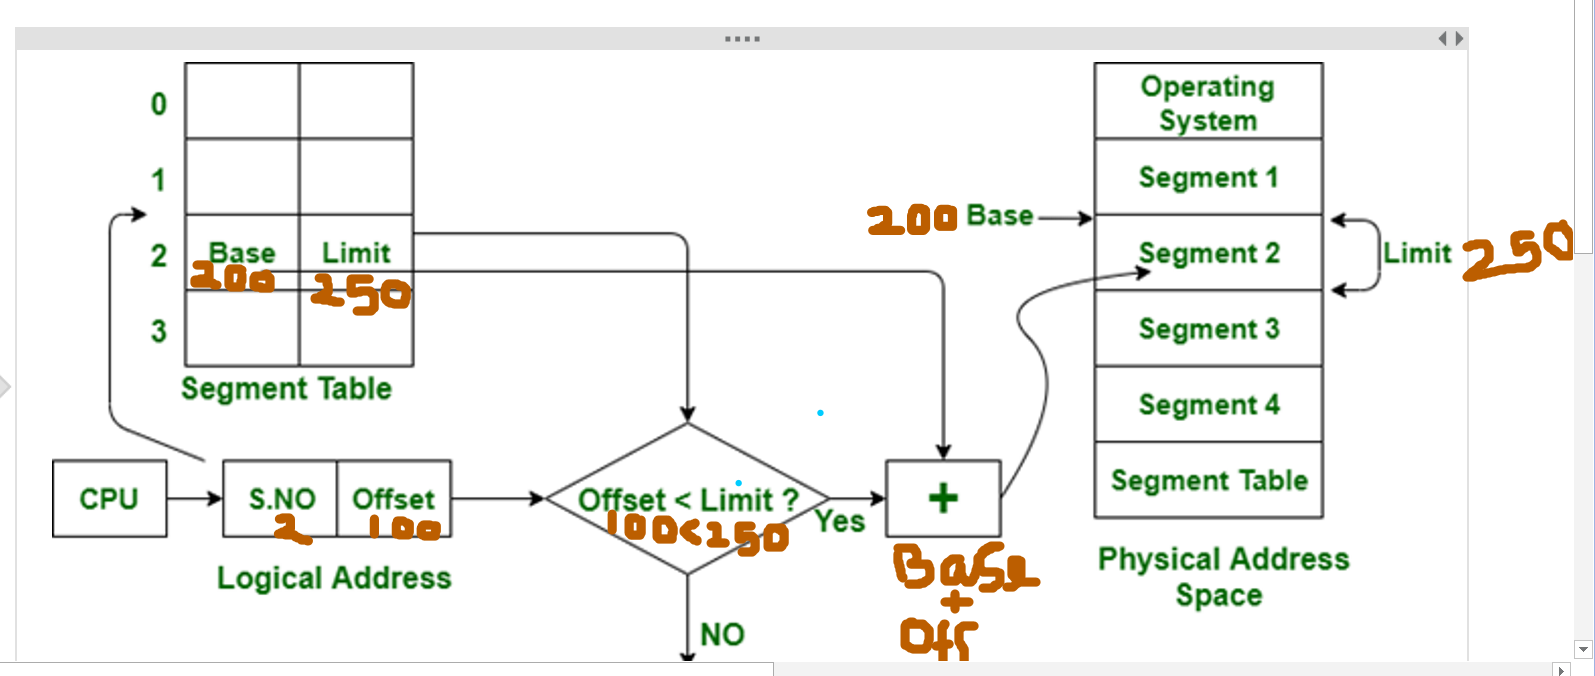 0
1
2
3
Base
Limit
200
250
Segment Table
CPU
S.NO
Offset
2
100
Logical Address
Offset < Limit ?
100<250
Yes
NO
+
Base
+
Off
200 Base
Operating
System
Segment 1
Segment 2
Segment 3
Segment 4
Segment Table
Limit 250
Physical Address
Space